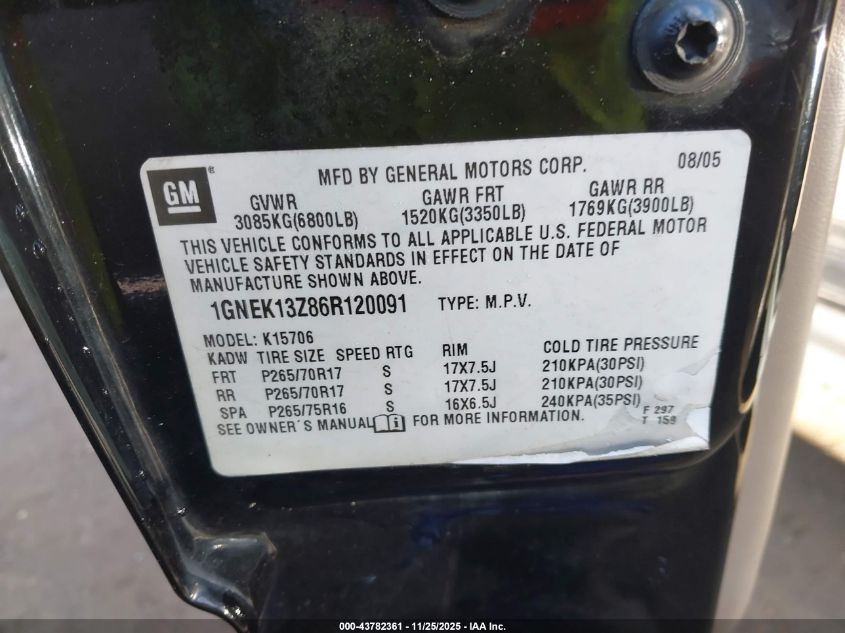 GM®
MFD BY GENERAL MOTORS CORP. 08/05
GVWR GAWR FRT GAWR RR
3085KG(6800LB) 1520KG(3350LB) 1769KG(3900LB)
THIS VEHICLE CONFORMS TO ALL APPLICABLE U.S. FEDERAL MOTOR
VEHICLE SAFETY STANDARDS IN EFFECT ON THE DATE OF
MANUFACTURE SHOWN ABOVE.
1GNEK13Z86R120091 TYPE: M.P.V.
MODEL: K15706
KADW TIRE SIZE SPEED RTG RIM COLD TIRE PRESSURE
FRT P265/70R17 S 17X7.5J 210KPA(30PSI)
RR P265/70R17 S 17X7.5J 210KPA(30PSI)
SPA P265/75R16 S 16X6.5J 240KPA(35PSI)
SEE OWNER'S MANUAL FOR MORE INFORMATION.
F 297
T 159
000-43782361 - 11/25/2025 - IAA Inc.